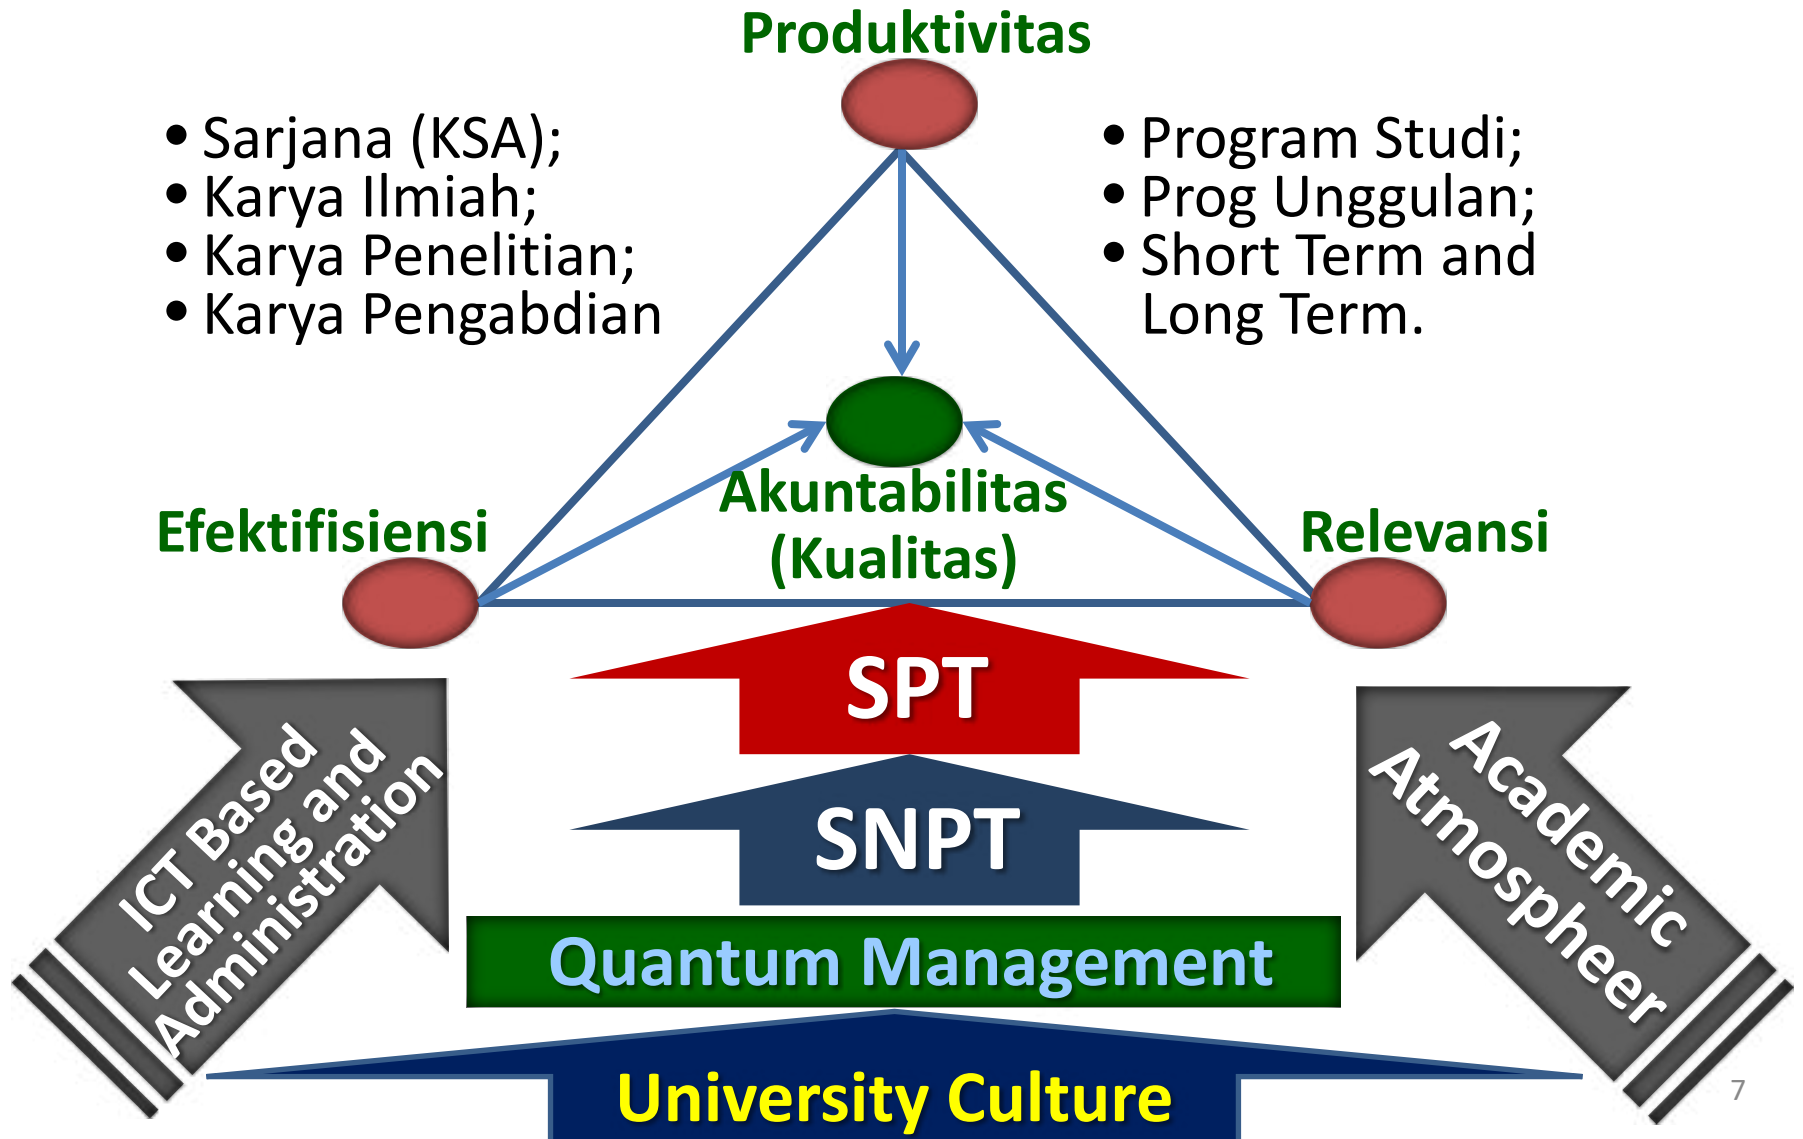 Produktivitas
• Sarjana (KSA);
• Karya Ilmiah;
• Karya Penelitian;
• Karya Pengabdian
• Program Studi;
• Prog Unggulan;
• Short Term and
Long Term.
Efektifisiensi
Akuntabilitas
(Kualitas)
Relevansi
SPT
SNPT
ICT Based
Learning and
Administration
Academic
Atmospheer
Quantum Management
University Culture
7